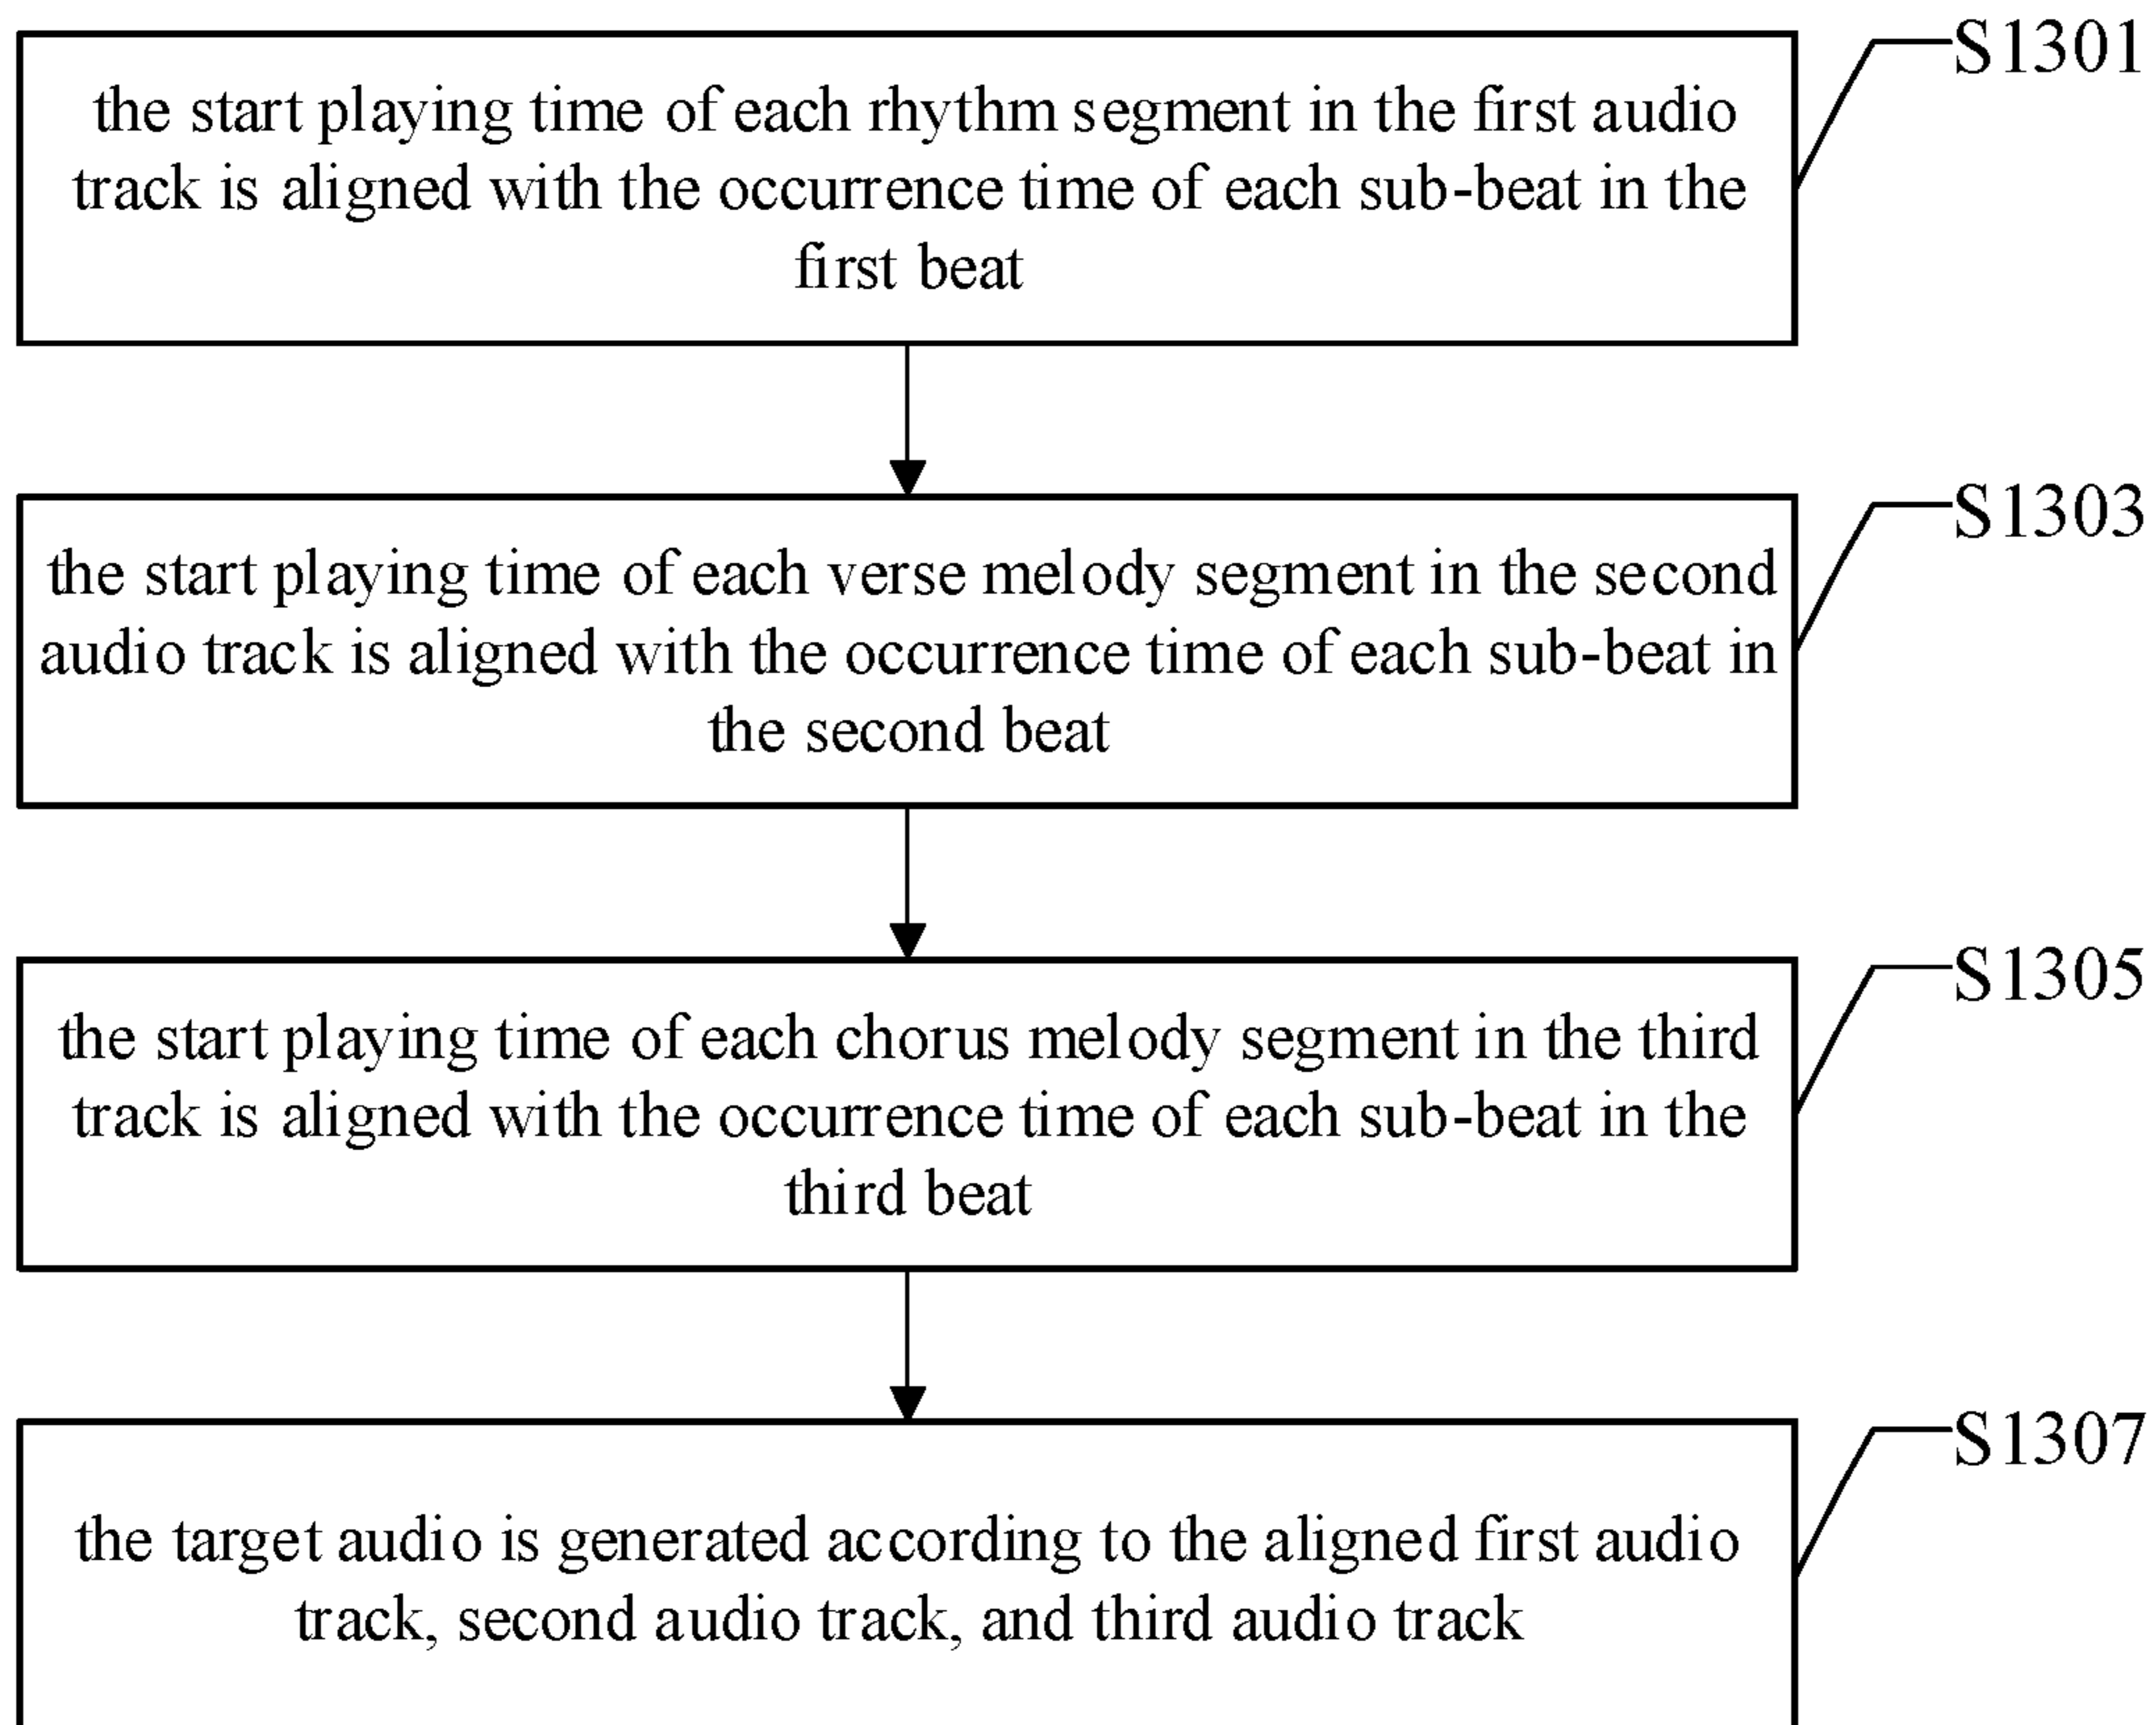 S1301
the start playing time of each rhythm segment in the first audio
track is aligned with the occurrence time of each sub-beat in the
first beat
S1303
the start playing time of each verse melody segment in the second
audio track is aligned with the occurrence time of each sub-beat in
the second beat
S1305
the start playing time of each chorus melody segment in the third
track is aligned with the occurrence time of each sub-beat in the
third beat
S1307
the target audio is generated according to the aligned first audio
track, second audio track, and third audio track